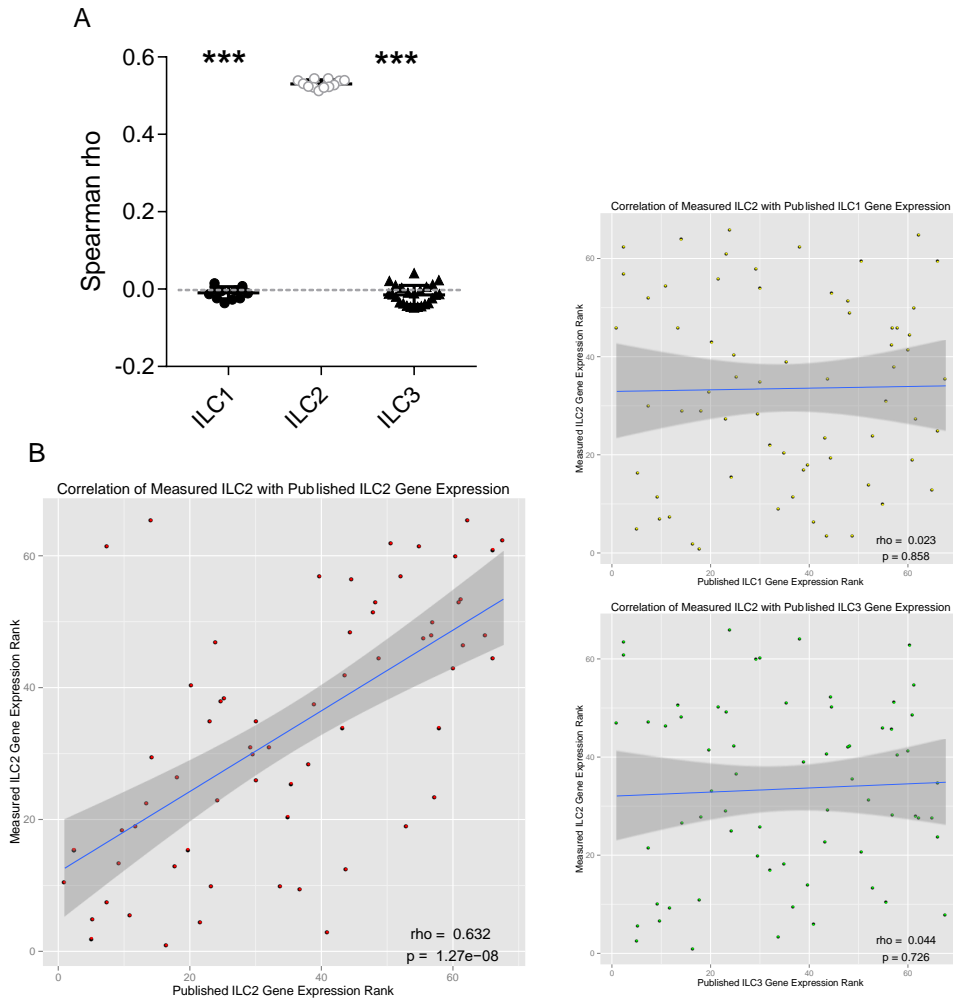 A
Spearman rho
0.6
0.4
0.2
0.0
-0.2
***
***
ILC1
ILC2
ILC3
B
Correlation of Measured ILC2 with Published ILC2 Gene Expression
Measured ILC2 Gene Expression Rank
60
40
20
0
rho = 0.632
p = 1.27e−08
0
20
40
60
Published ILC2 Gene Expression Rank
Correlation of Measured ILC2 with Published ILC1 Gene Expression
Measured ILC2 Gene Expression Rank
60
40
20
0
rho = 0.023
p = 0.858
0
20
40
60
Published ILC1 Gene Expression Rank
Correlation of Measured ILC2 with Published ILC3 Gene Expression
Measured ILC2 Gene Expression Rank
60
40
20
0
rho = 0.044
p = 0.726
0
20
40
60
Published ILC3 Gene Expression Rank